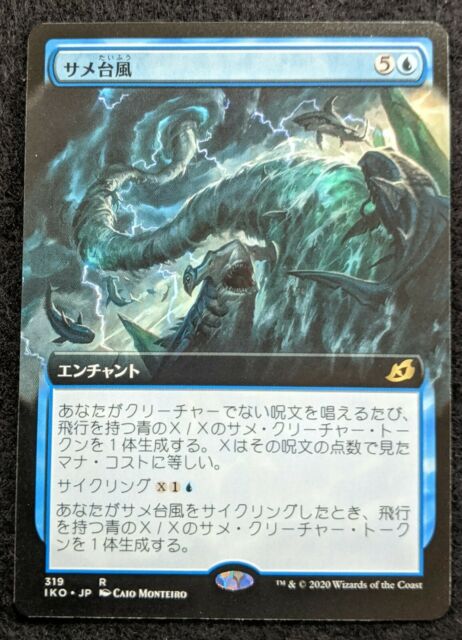 たいふう
サメ台風 5
エンチャント
あなたがクリーチャーでない呪文を唱えるたび、
飛行を持つ青のX/Xのサメ・クリーチャー・トー
クンを1体生成する。Xはその呪文の点数で見た
マナ・コストに等しい。
サイクリング X 1
あなたがサメ台風をサイクリングしたとき、飛行
を持つ青のX/Xのサメ・クリーチャー・トーク
ンを1体生成する。
319 R
IKO • JP CAIO MONTEIRO
™ & © 2020 Wizards of the Coast